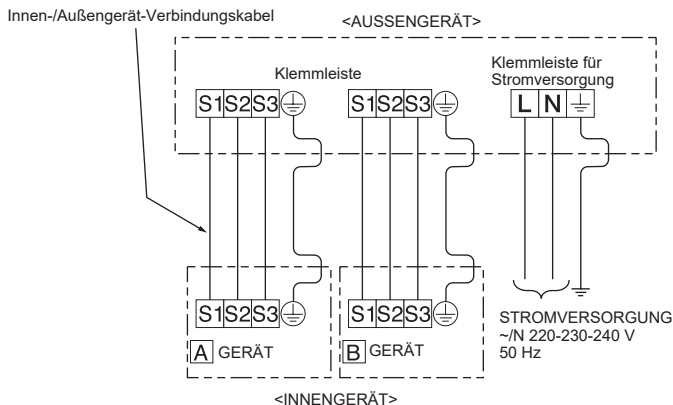 Innen-/Außengerät-Verbindungskabel
<AUSSENGERÄT>
Klemmleiste
Klemmleiste für
Stromversorgung
S1 S2 S3
S1 S2 S3
L N
S1 S2 S3
S1 S2 S3
A GERÄT
B GERÄT
STROMVERSORGUNG
~/N 220-230-240 V
50 Hz
<INNENGERÄT>